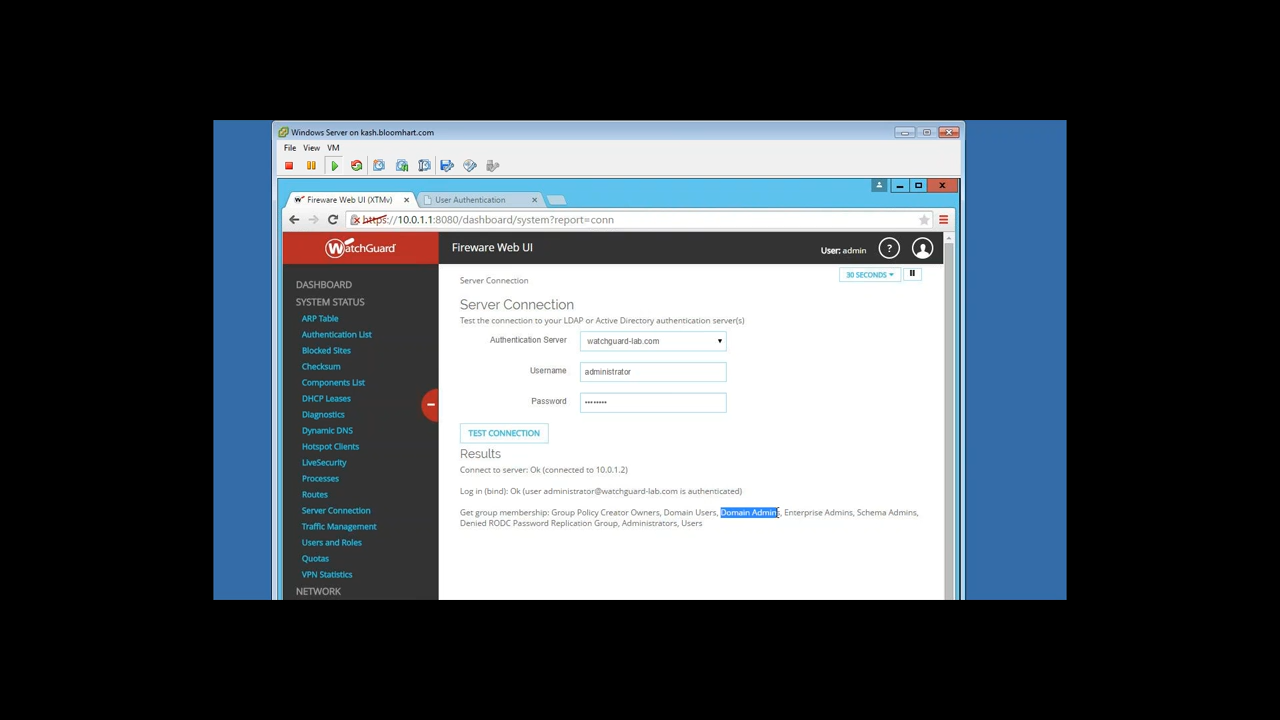 Windows Server on kash.bloomhart.com
File View VM
Fireware Web UI (XTMv) User Authentication
https://10.0.1.1:8080/dashboard/system?report=conn
WatchGuard Fireware Web UI User: admin ?
30 SECONDS
DASHBOARD
SYSTEM STATUS
ARP Table
Authentication List
Blocked Sites
Checksum
Components List
DHCP Leases
Diagnostics
Dynamic DNS
Hotspot Clients
LiveSecurity
Processes
Routes
Server Connection
Traffic Management
Users and Roles
Quotas
VPN Statistics
NETWORK
Server Connection
Server Connection
Test the connection to your LDAP or Active Directory authentication server(s)
Authentication Server watchguard-lab.com
Username administrator
Password ••••••••
TEST CONNECTION
Results
Connect to server: Ok (connected to 10.0.1.2)
Log in (bind): Ok (user administrator@watchguard-lab.com is authenticated)
Get group membership: Group Policy Creator Owners, Domain Users, Domain Admins, Enterprise Admins, Schema Admins,
Denied RODC Password Replication Group, Administrators, Users